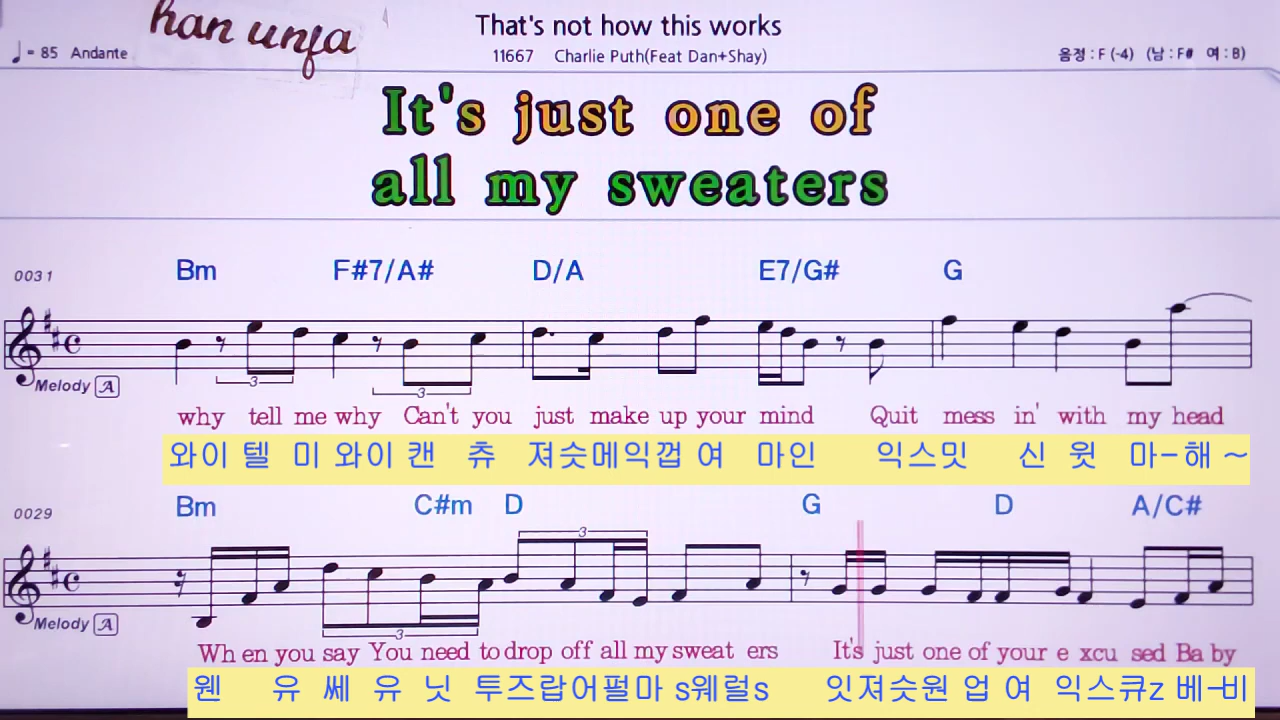 han unja
That's not how this works
♩= 85 Andante
11667 Charlie Puth(Feat Dan+Shay)
음정 : F (-4) (남 : F# 여 : B)
It's just one of
all my sweaters
0031 Bm F#7/A# D/A E7/G# G
3 3
Melody A
why tell me why Can't you just make up your mind Quit mess in' with my head
와이 텔 미 와이 캔 츄 져슷메익껍 여 마인 익스밋 신 윗 마-해 ~
0029 Bm C#m D G D A/C#
3
3
Melody A
Wh en you say You need to drop off all my sweat ers It's just one of your e xcu sed Ba by
웬 유 쎄 유 닛 투즈랍어펄마 s웨럴s 잇져슷원 업 여 익스큐z 베-비